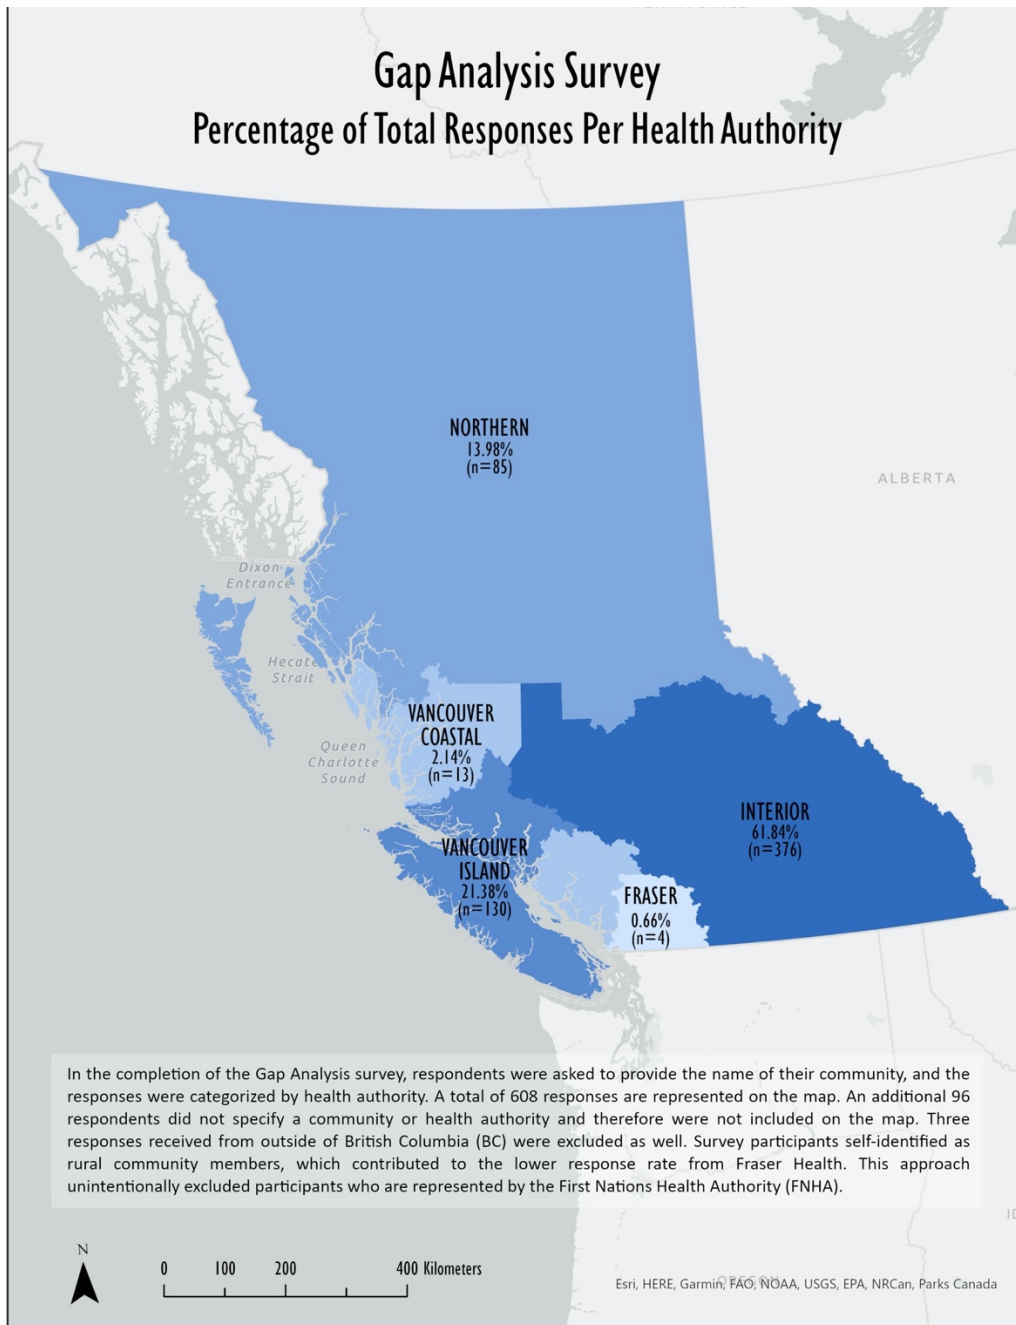 Gap Analysis Survey
Percentage of Total Responses Per Health Authority
NORTHERN
13.98%
(n=85)
ALBERTA
Dixon
Entrance
Hecate
Strait
VANCOUVER
COASTAL
2.14%
(n=13)
Queen
Charlotte
Sound
INTERIOR
61.84%
(n=376)
VANCOUVER
ISLAND
21.38%
(n=130)
FRASER
0.66%
(n=4)
In the completion of the Gap Analysis survey, respondents were asked to provide the name of their community, and the
responses were categorized by health authority. A total of 608 responses are represented on the map. An additional 96
respondents did not specify a community or health authority and therefore were not included on the map. Three
responses received from outside of British Columbia (BC) were excluded as well. Survey participants self-identified as
rural community members, which contributed to the lower response rate from Fraser Health. This approach
unintentionally excluded participants who are represented by the First Nations Health Authority (FNHA).
N
0 100 200 400 Kilometers
Esri, HERE, Garmin, FAO, NOAA, USGS, EPA, NRCan, Parks Canada